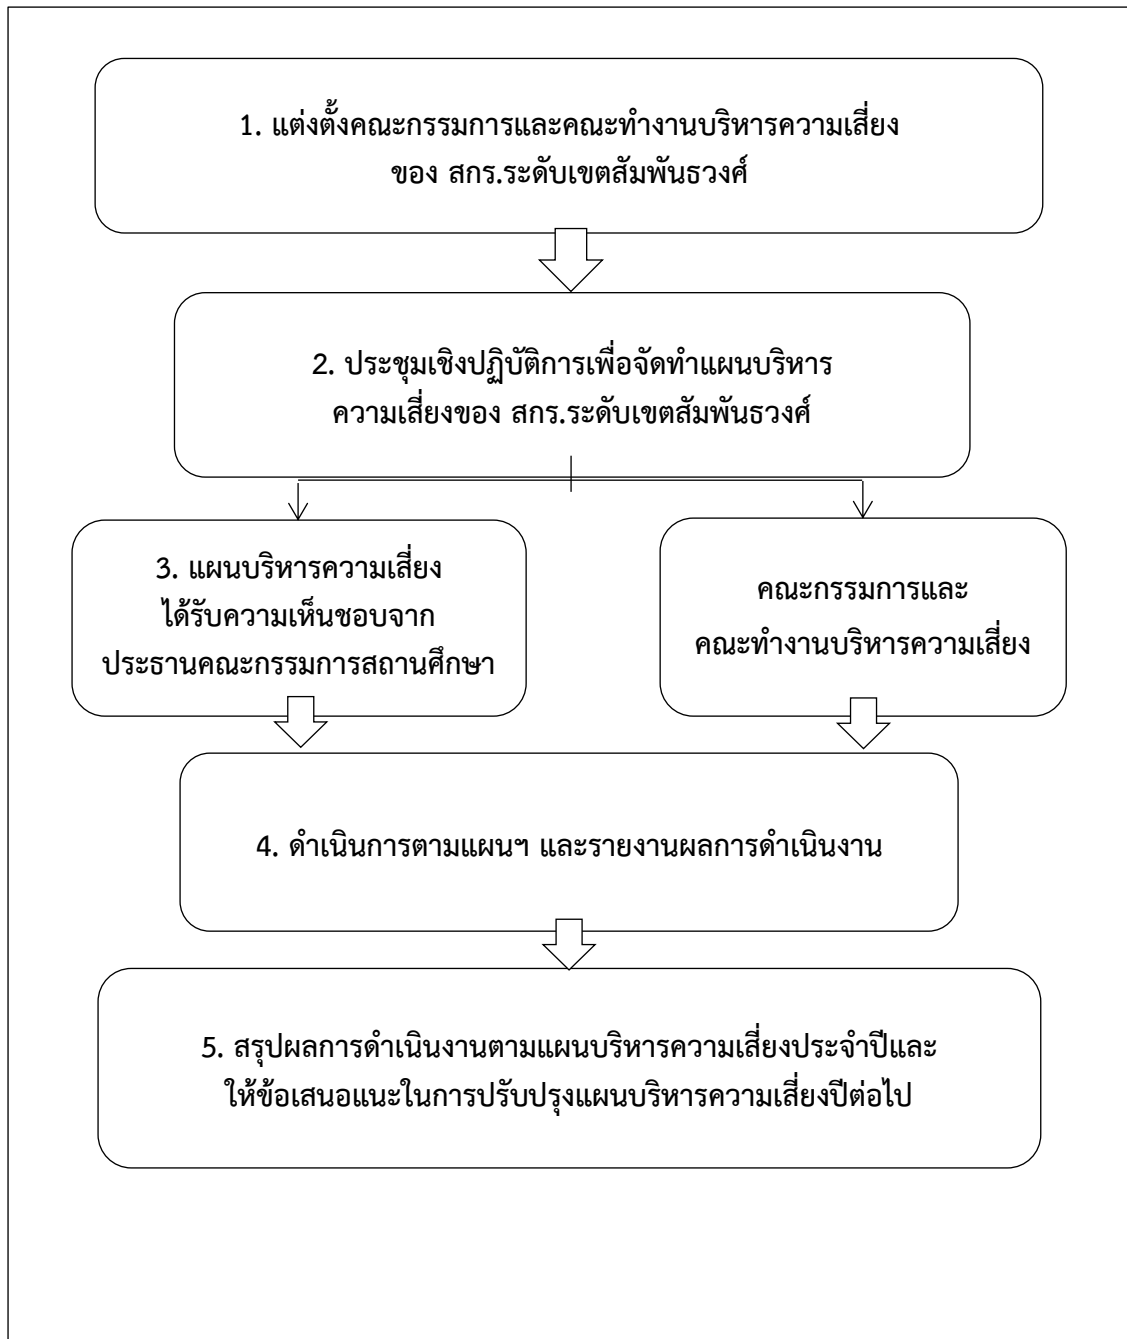 1. แต่งตั้งคณะกรรมการและคณะทำงานบริหารความเสี่ยง
ของ สกร.ระดับเขตสัมพันธวงศ์
2. ประชุมเชิงปฏิบัติการเพื่อจัดทำแผนบริหาร
ความเสี่ยงของ สกร.ระดับเขตสัมพันธวงศ์
3. แผนบริหารความเสี่ยง
ได้รับความเห็นชอบจาก
ประธานคณะกรรมการสถานศึกษา
คณะกรรมการและ
คณะทำงานบริหารความเสี่ยง
4. ดำเนินการตามแผนฯ และรายงานผลการดำเนินงาน
5. สรุปผลการดำเนินงานตามแผนบริหารความเสี่ยงประจำปีและ
ให้ข้อเสนอแนะในการปรับปรุงแผนบริหารความเสี่ยงปีต่อไป